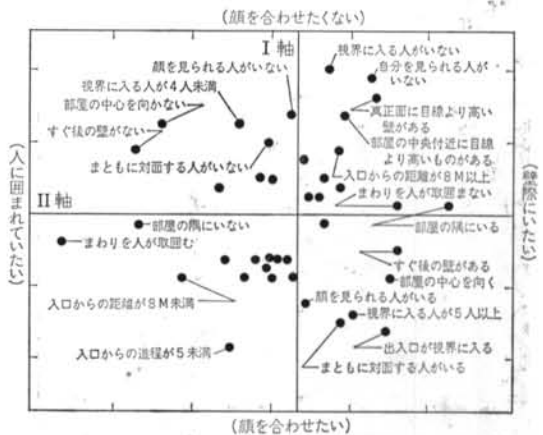 (顔を合わせたくない)
I 軸
視界に入る人がいない
顔を見られる人がいない
自分を見られる人が
いない
視界に入る人が4人未満
部屋の中心を向かない
真正面に目線より高い
壁がある
すぐ後の壁がない
部屋の中央付近に目線
より高いものがある
まともに対面する人がいない
入口からの距離が8M以上
まわりを人が取囲まない
(人に囲まれていたい)
(壁際にいたい)
II 軸
部屋の隅にいない
部屋の隅にいる
まわりを人が取囲む
すぐ後の壁がある
部屋の中心を向く
入口からの距離が8M未満
顔を見られる人がいる
視界に入る人が5人以上
入口からの道程が5未満
出入口が視界に入る
まともに対面する人がいる
(顔を合わせたい)